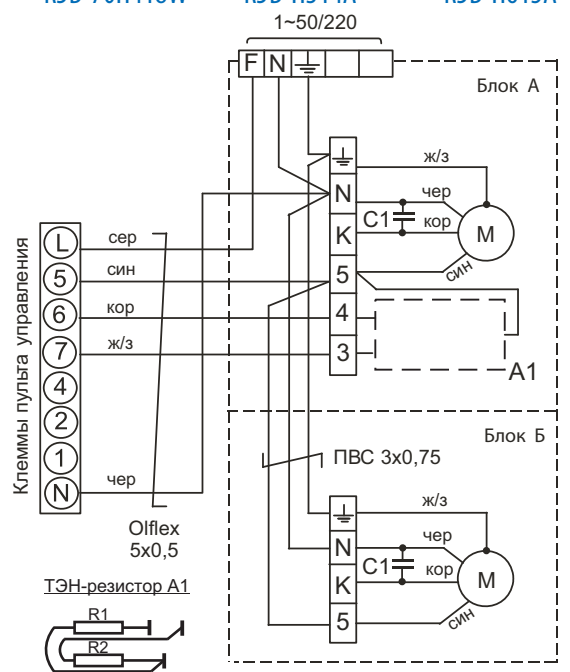 1~50/220
F N
Блок А
ж/з
N
чер
C1
кор
K
M
син
5
4
3
A1
Клеммы пульта управления
L
сер
5
син
6
кор
7
ж/з
4
2
1
N
чер
Olflex
5x0,5
Блок Б
ПВС 3x0,75
ж/з
N
чер
C1
кор
K
M
син
5
ТЭН-резистор А1
R1
R2